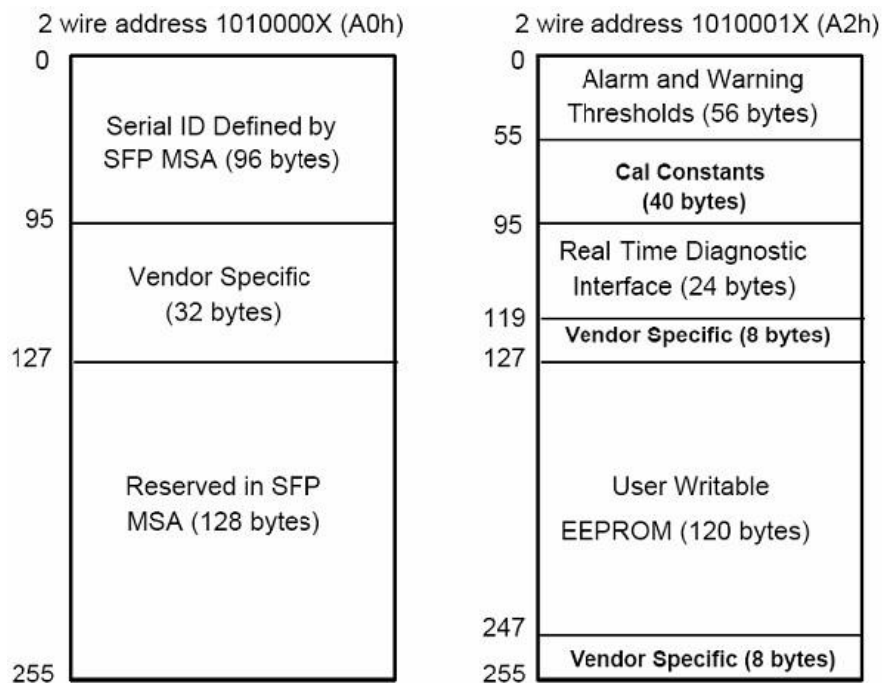 2 wire address 1010000X (A0h)
0
Serial ID Defined by
SFP MSA (96 bytes)
95
Vendor Specific
(32 bytes)
127
Reserved in SFP
MSA (128 bytes)
255
2 wire address 1010001X (A2h)
0
Alarm and Warning
Thresholds (56 bytes)
55
Cal Constants
(40 bytes)
95
Real Time Diagnostic
Interface (24 bytes)
119
Vendor Specific (8 bytes)
127
User Writable
EEPROM (120 bytes)
247
Vendor Specific (8 bytes)
255